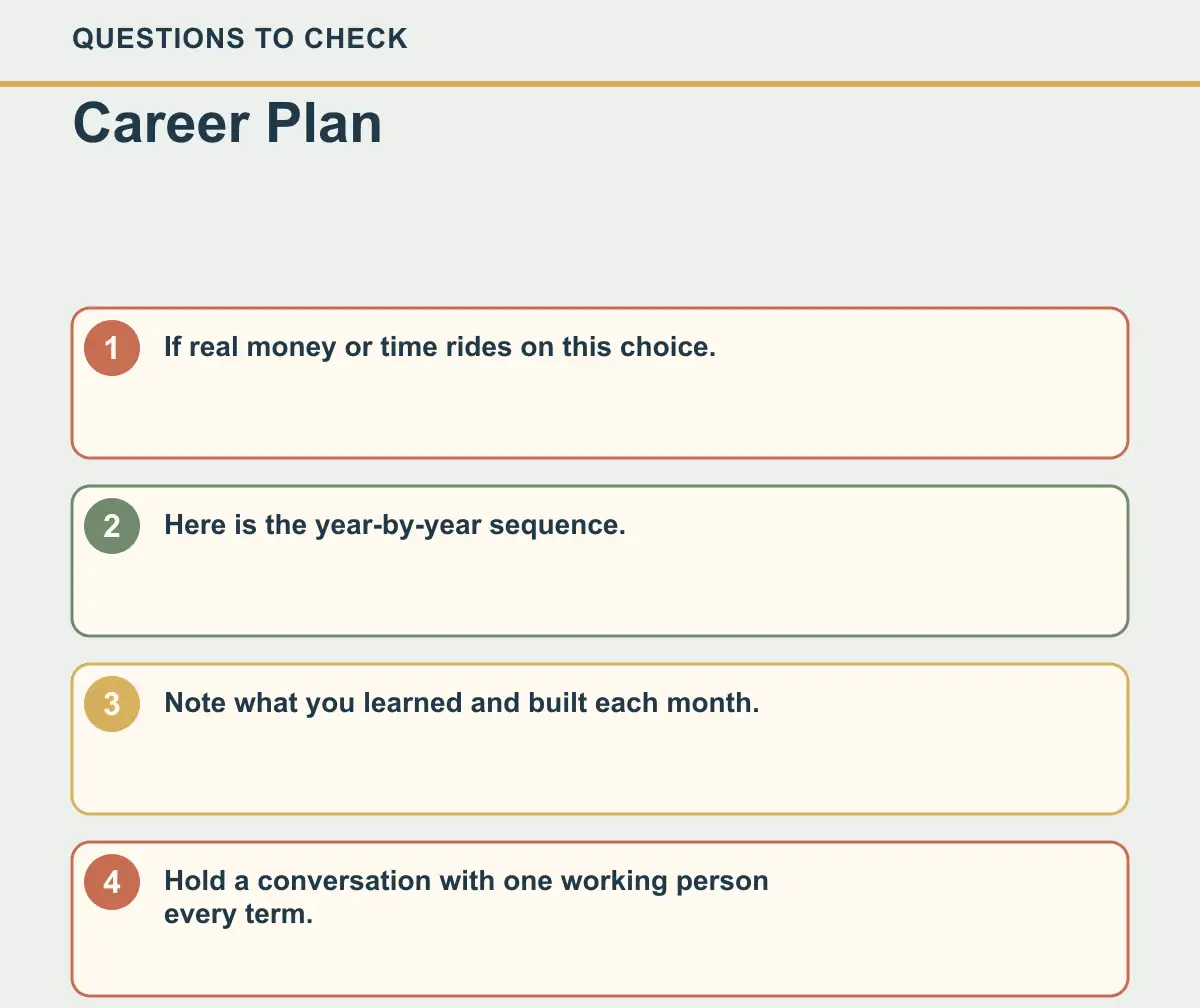 QUESTIONS TO CHECK
Career Plan
1
If real money or time rides on this choice.
2
Here is the year-by-year sequence.
3
Note what you learned and built each month.
4
Hold a conversation with one working person
every term.